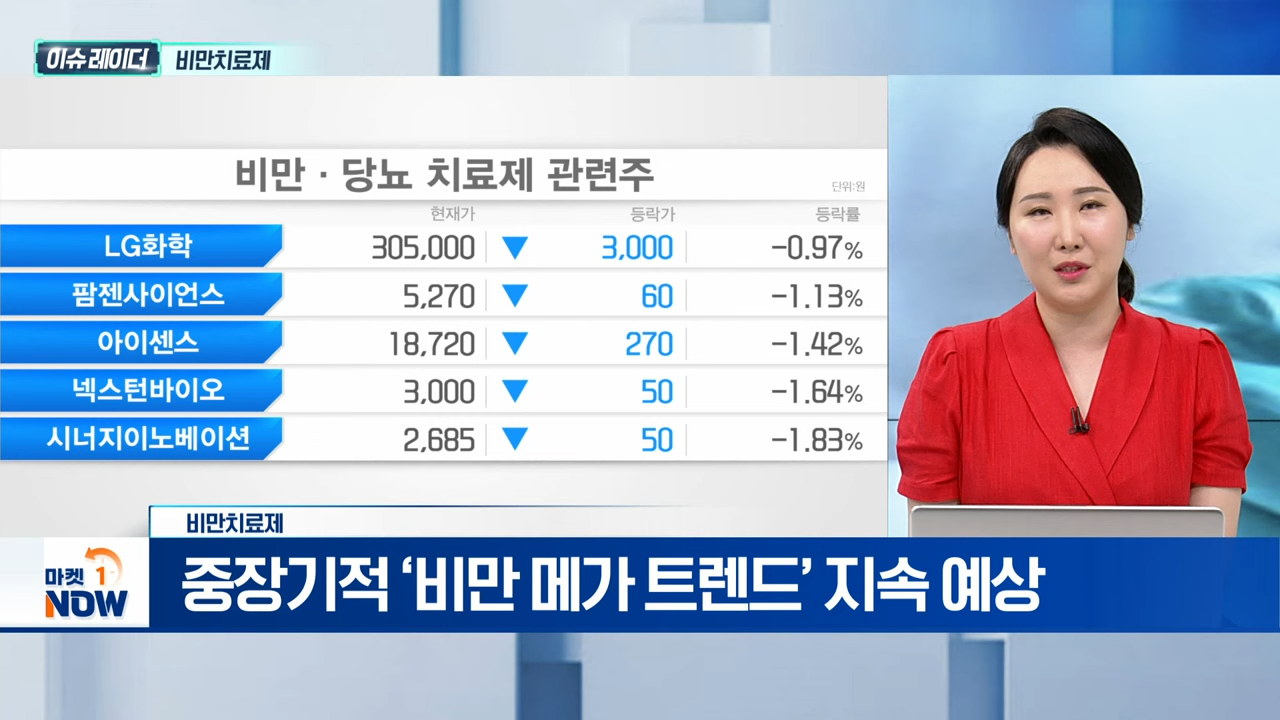 이슈 레이더 비만치료제
비만 · 당뇨 치료제 관련주
단위:원
현재가 등락가 등락률
LG화학 305,000 ▼ 3,000 -0.97%
팜젠사이언스 5,270 ▼ 60 -1.13%
아이센스 18,720 ▼ 270 -1.42%
넥스턴바이오 3,000 ▼ 50 -1.64%
시너지이노베이션 2,685 ▼ 50 -1.83%
비만치료제
마켓 1
NOW
중장기적 ‘비만 메가 트렌드’ 지속 예상